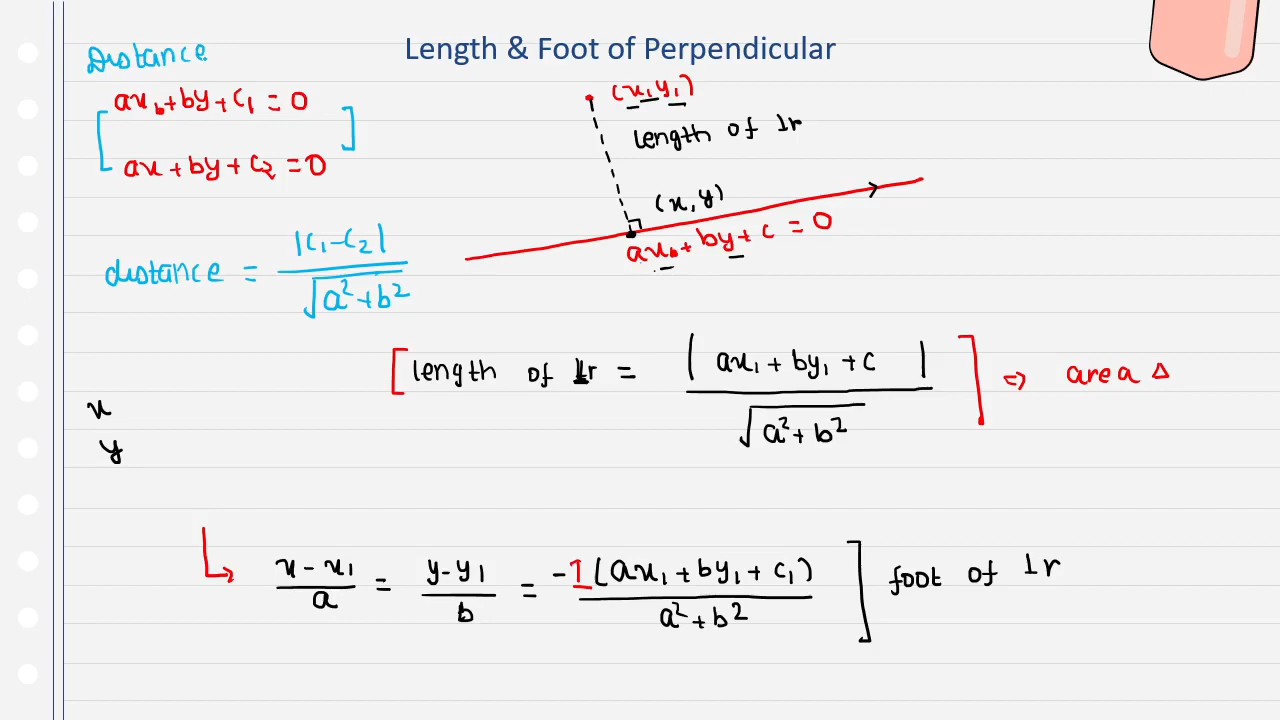 Length & Foot of Perpendicular
Distance
ax+by+c₁=0
ax+by+c₂=0
distance = |c₁-c₂| / √a²+b²
(x₁y₁)
length of ⊥r
(x,y)
ax+by+c=0
[length of ⊥r = |ax₁+by₁+c| / √a²+b² ] ⇒ area Δ
x
y
x-x₁/a = y-y₁/b = -1(ax₁+by₁+c₁)/a²+b² ] foot of ⊥r